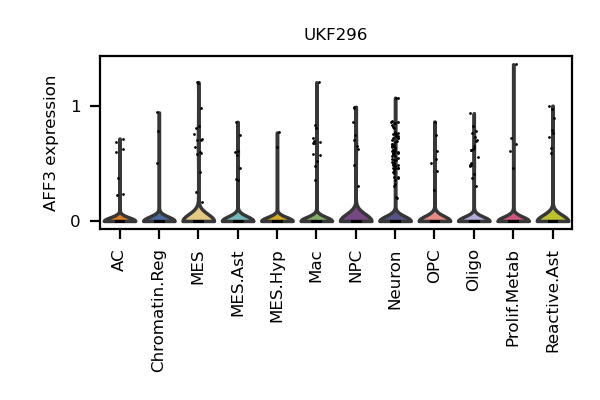 UKF296
AFF3 expression
1
0
AC
Chromatin.Reg
MES
MES.Ast
MES.Hyp
Mac
NPC
Neuron
OPC
Oligo
Prolif.Metab
Reactive.Ast